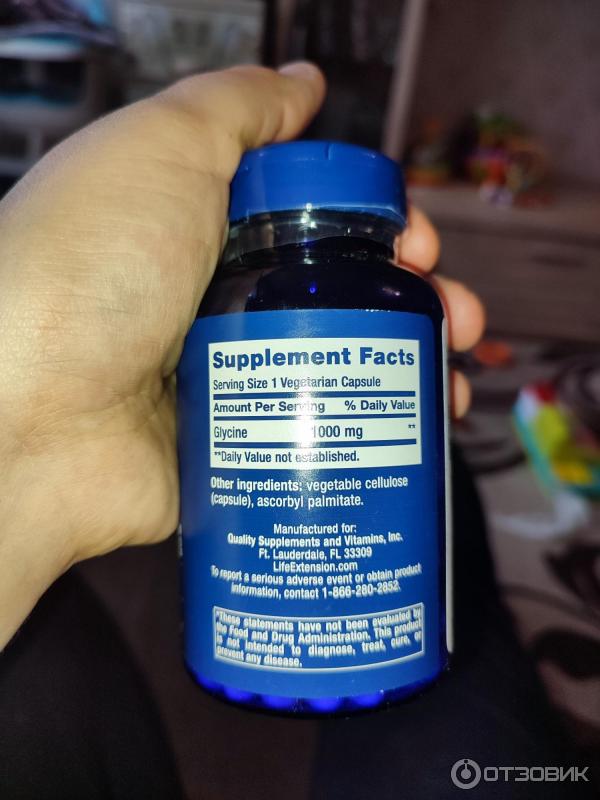 Supplement Facts
Serving Size 1 Vegetarian Capsule
Amount Per Serving % Daily Value
Glycine 1000 mg **
**Daily Value not established.
Other ingredients: vegetable cellulose
(capsule), ascorbyl palmitate.
Manufactured for:
Quality Supplements and Vitamins, Inc.
Ft. Lauderdale, FL 33309
LifeExtension.com
To report a serious adverse event or obtain product
information, contact 1-866-280-2852.
*These statements have not been evaluated by
the Food and Drug Administration. This product
is not intended to diagnose, treat, cure, or
prevent any disease.
ОТЗОВИК